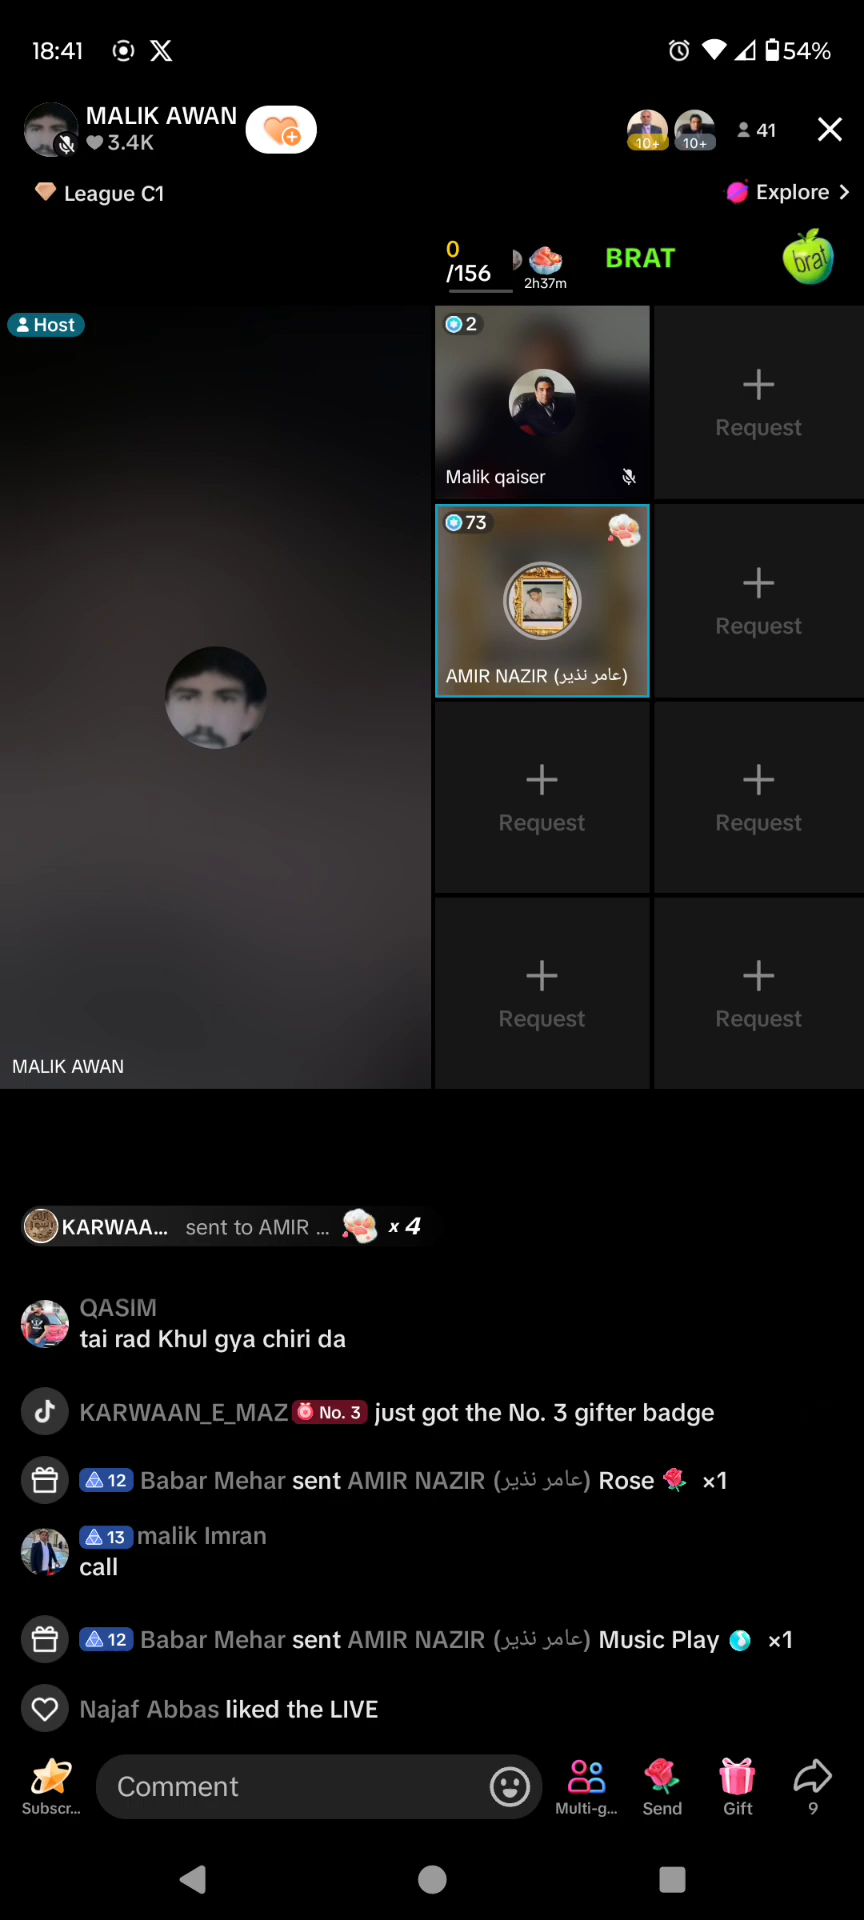 18:41
54%
MALIK AWAN
3.4K
10+
10+
41
League C1
Explore
0
/156
2h37m
BRAT
brat
Host
2
Malik qaiser
Request
73
AMIR NAZIR (عامر نذیر)
Request
Request
Request
Request
Request
MALIK AWAN
KARWAA... sent to AMIR ... x 4
QASIM
tai rad Khul gya chiri da
KARWAAN_E_MAZ No. 3 just got the No. 3 gifter badge
12 Babar Mehar sent AMIR NAZIR (عامر نذیر) Rose x1
13 malik Imran
call
12 Babar Mehar sent AMIR NAZIR (عامر نذیر) Music Play x1
Najaf Abbas liked the LIVE
Subscr...
Comment
Multi-g...
Send
Gift
9